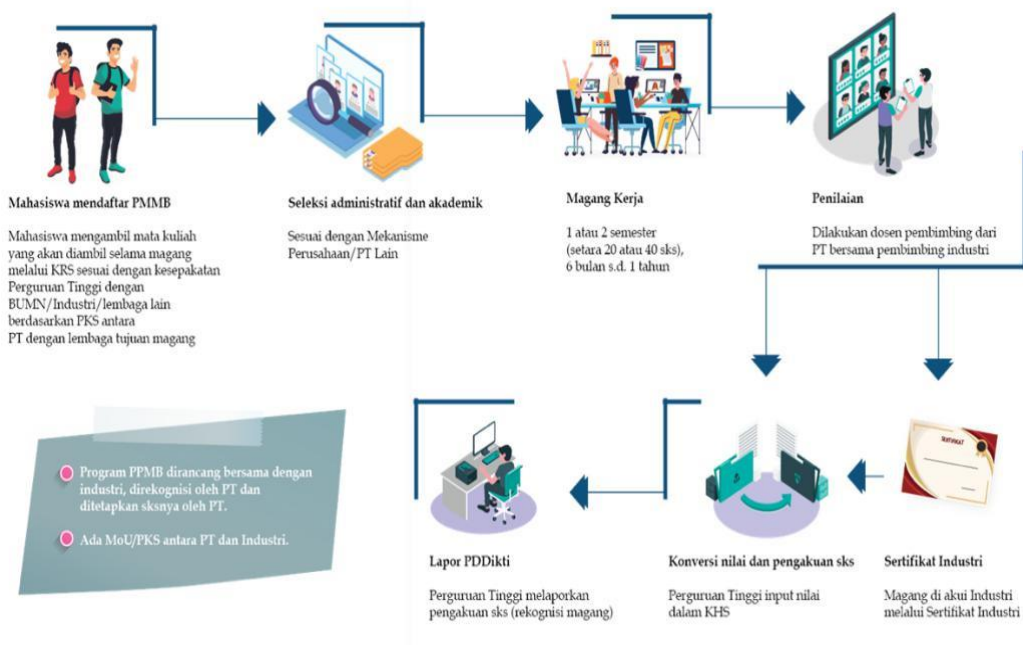 Mahasiswa mendaftar PMMB
Mahasiswa mengambil mata kuliah
yang akan diambil selama magang
melalui KRS sesuai dengan kesepakatan
Perguruan Tinggi dengan
BUMN/Industri/lembaga lain
berdasarkan PKS antara
PT dengan lembaga tujuan magang
Seleksi administratif dan akademik
Sesuai dengan Mekanisme
Perusahaan/PT Lain
Magang Kerja
1 atau 2 semester
(setara 20 atau 40 sks),
6 bulan s.d. 1 tahun
Penilaian
Dilakukan dosen pembimbing dari
PT bersama pembimbing industri
SERTIFIKAT
Sertifikat Industri
Magang di akui Industri
melalui Sertifikat Industri
Konversi nilai dan pengakuan sks
Perguruan Tinggi input nilai
dalam KHS
Lapor PDDikti
Perguruan Tinggi melaporkan
pengakuan sks (rekognisi magang)
Program PPMB dirancang bersama dengan
industri, direkognisi oleh PT dan
ditetapkan sksnya oleh PT.
Ada MoU/PKS antara PT dan Industri.